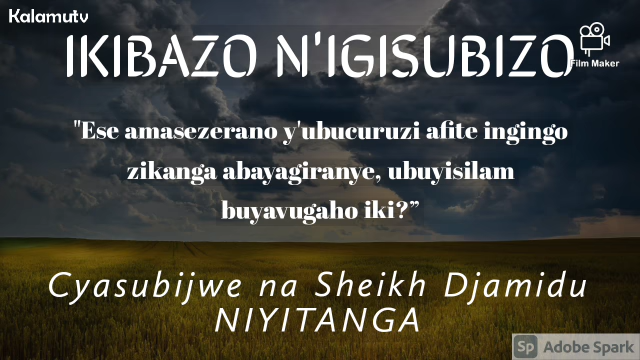 Kalamutv
IKIBAZO N'IGISUBIZO
Film Maker
"Ese amasezerano y'ubucuruzi afite ingingo
zikanga abayagiranye, ubuyisilam
buyavugaho iki?”
Cyasubijwe na Sheikh Djamidu
NIYITANGA
Sp Adobe Spark